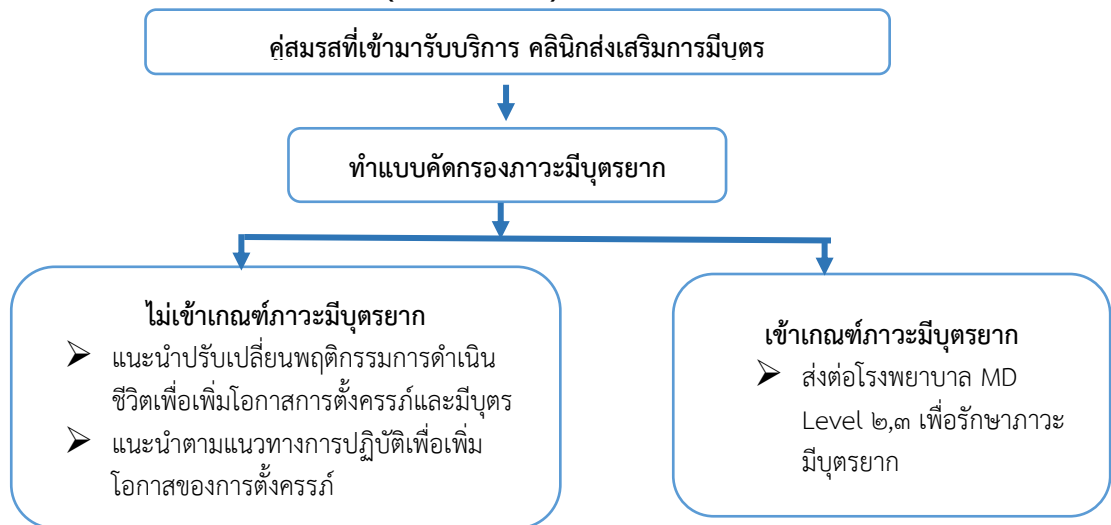 คู่สมรสที่เข้ามารับบริการ คลินิกส่งเสริมการมีบุตร
ทำแบบคัดกรองภาวะมีบุตรยาก
ไม่เข้าเกณฑ์ภาวะมีบุตรยาก
➢ แนะนำปรับเปลี่ยนพฤติกรรมการดำเนิน
ชีวิตเพื่อเพิ่มโอกาสการตั้งครรภ์และมีบุตร
➢ แนะนำตามแนวทางการปฏิบัติเพื่อเพิ่ม
โอกาสของการตั้งครรภ์
เข้าเกณฑ์ภาวะมีบุตรยาก
➢ ส่งต่อโรงพยาบาล MD
Level ๒,๓ เพื่อรักษาภาวะ
มีบุตรยาก